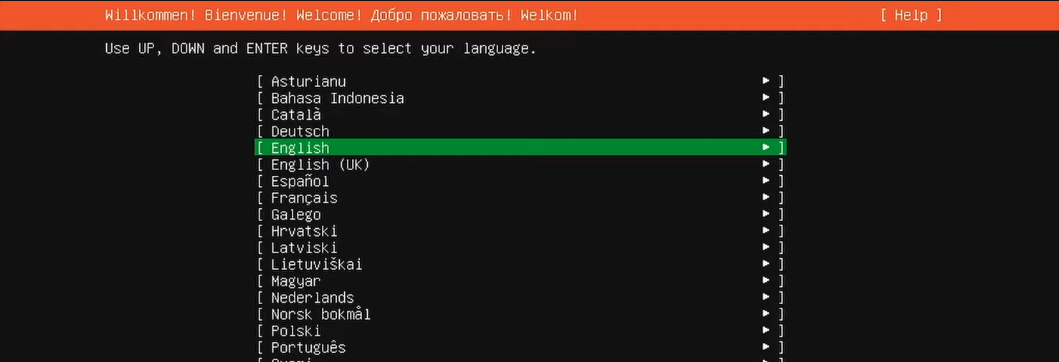 Willkommen! Bienvenue! Welcome! Добро пожаловать! Welkom! [ Help ]
Use UP, DOWN and ENTER keys to select your language.
[ Asturianu ► ]
[ Bahasa Indonesia ► ]
[ Català ► ]
[ Deutsch ► ]
[ English ► ]
[ English (UK) ► ]
[ Español ► ]
[ Français ► ]
[ Galego ► ]
[ Hrvatski ► ]
[ Latviski ► ]
[ Lietuviškai ► ]
[ Magyar ► ]
[ Nederlands ► ]
[ Norsk bokmål ► ]
[ Polski ► ]
[ Português ► ]